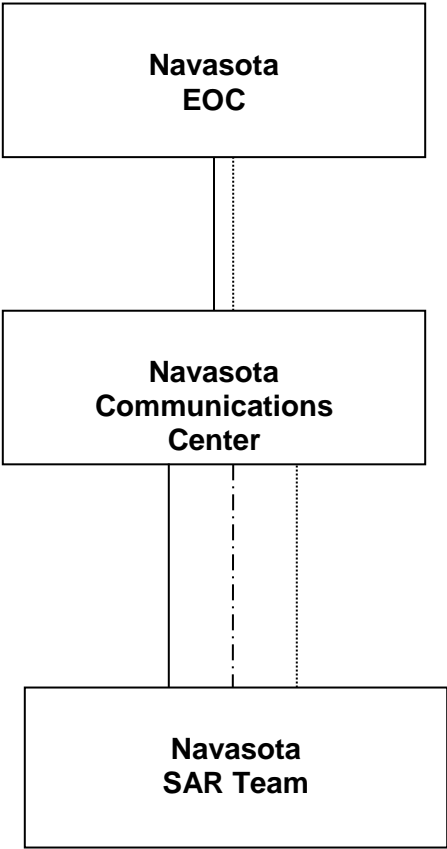 Navasota
EOC
Navasota
Communications
Center
Navasota
SAR Team